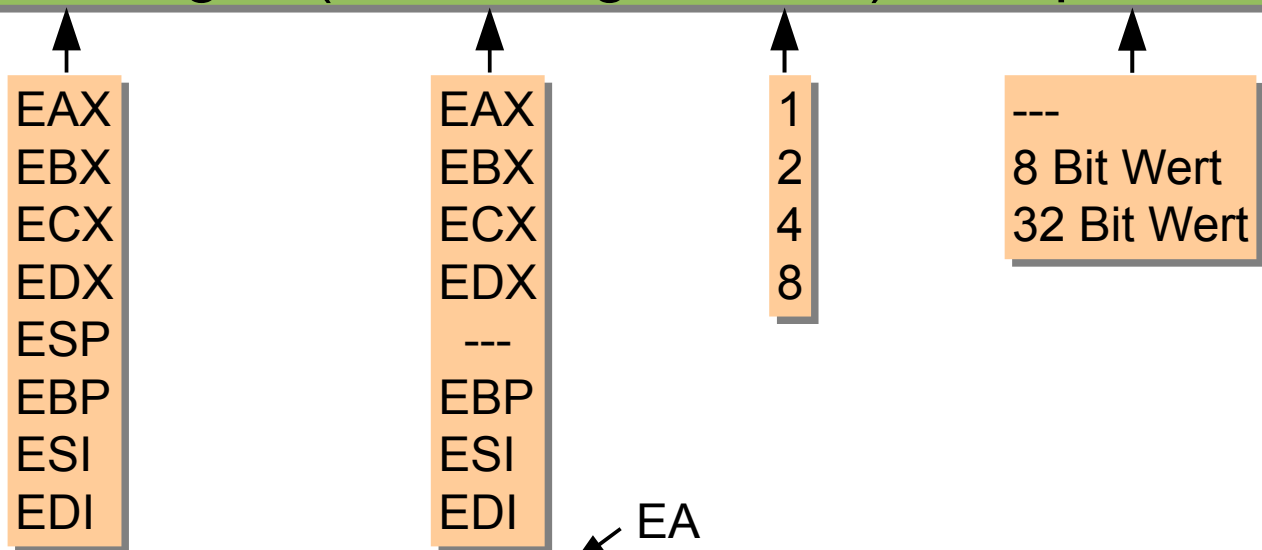 EAX
EBX
ECX
EDX
ESP
EBP
ESI
EDI
EAX
EBX
ECX
EDX
---
EBP
ESI
EDI
1
2
4
8
---
8 Bit Wert
32 Bit Wert
EA